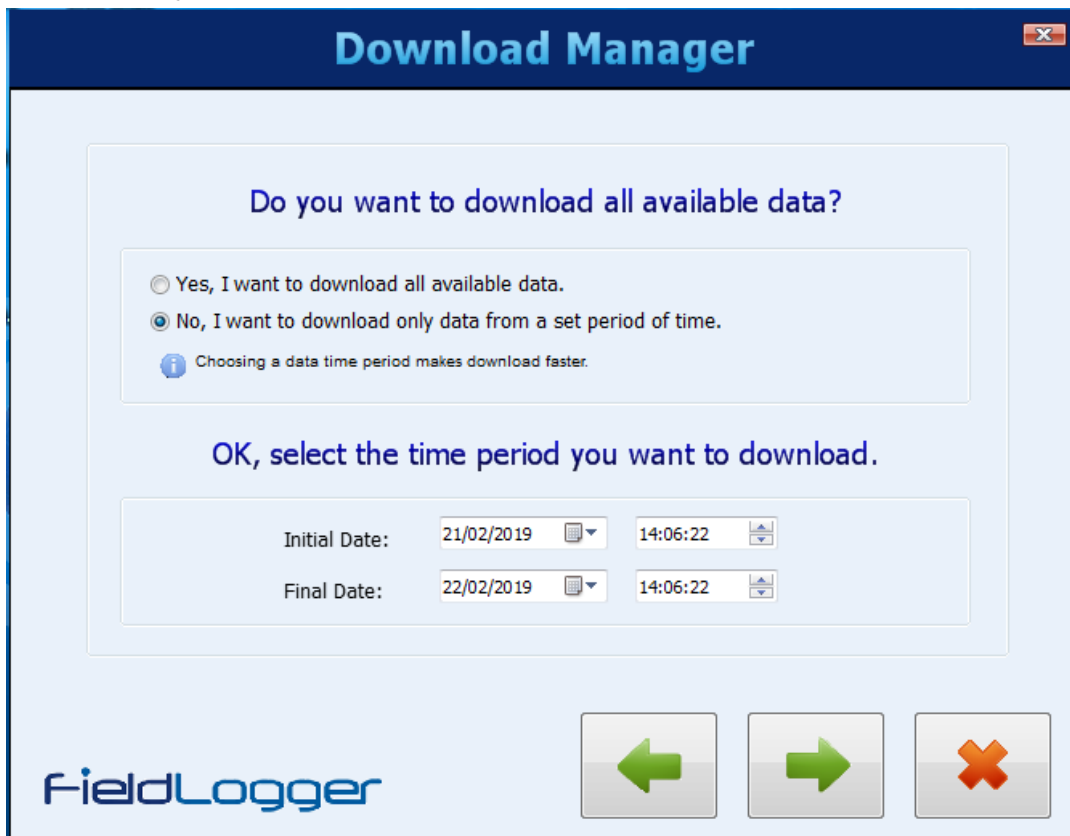 Download Manager
Do you want to download all available data?
Yes, I want to download all available data.
No, I want to download only data from a set period of time.
Choosing a data time period makes download faster.
OK, select the time period you want to download.
Initial Date: 21/02/2019 14:06:22
Final Date: 22/02/2019 14:06:22
FieldLogger